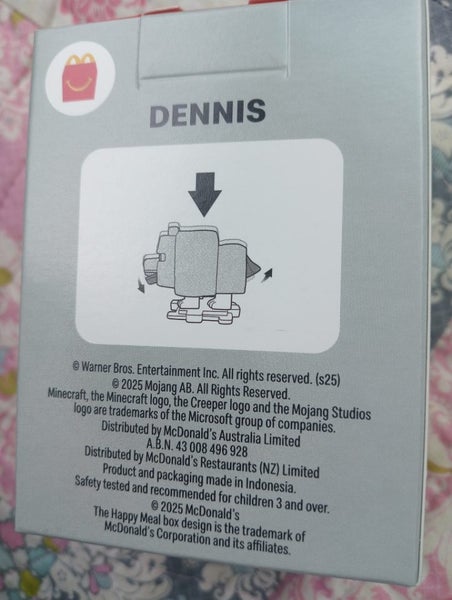 DENNIS
© Warner Bros. Entertainment Inc. All rights reserved. (s25)
© 2025 Mojang AB. All Rights Reserved.
Minecraft, the Minecraft logo, the Creeper logo and the Mojang Studios
logo are trademarks of the Microsoft group of companies.
Distributed by McDonald's Australia Limited
A.B.N. 43 008 496 928
Distributed by McDonald's Restaurants (NZ) Limited
Product and packaging made in Indonesia.
Safety tested and recommended for children 3 and over.
© 2025 McDonald's
The Happy Meal box design is the trademark of
McDonald's Corporation and its affiliates.